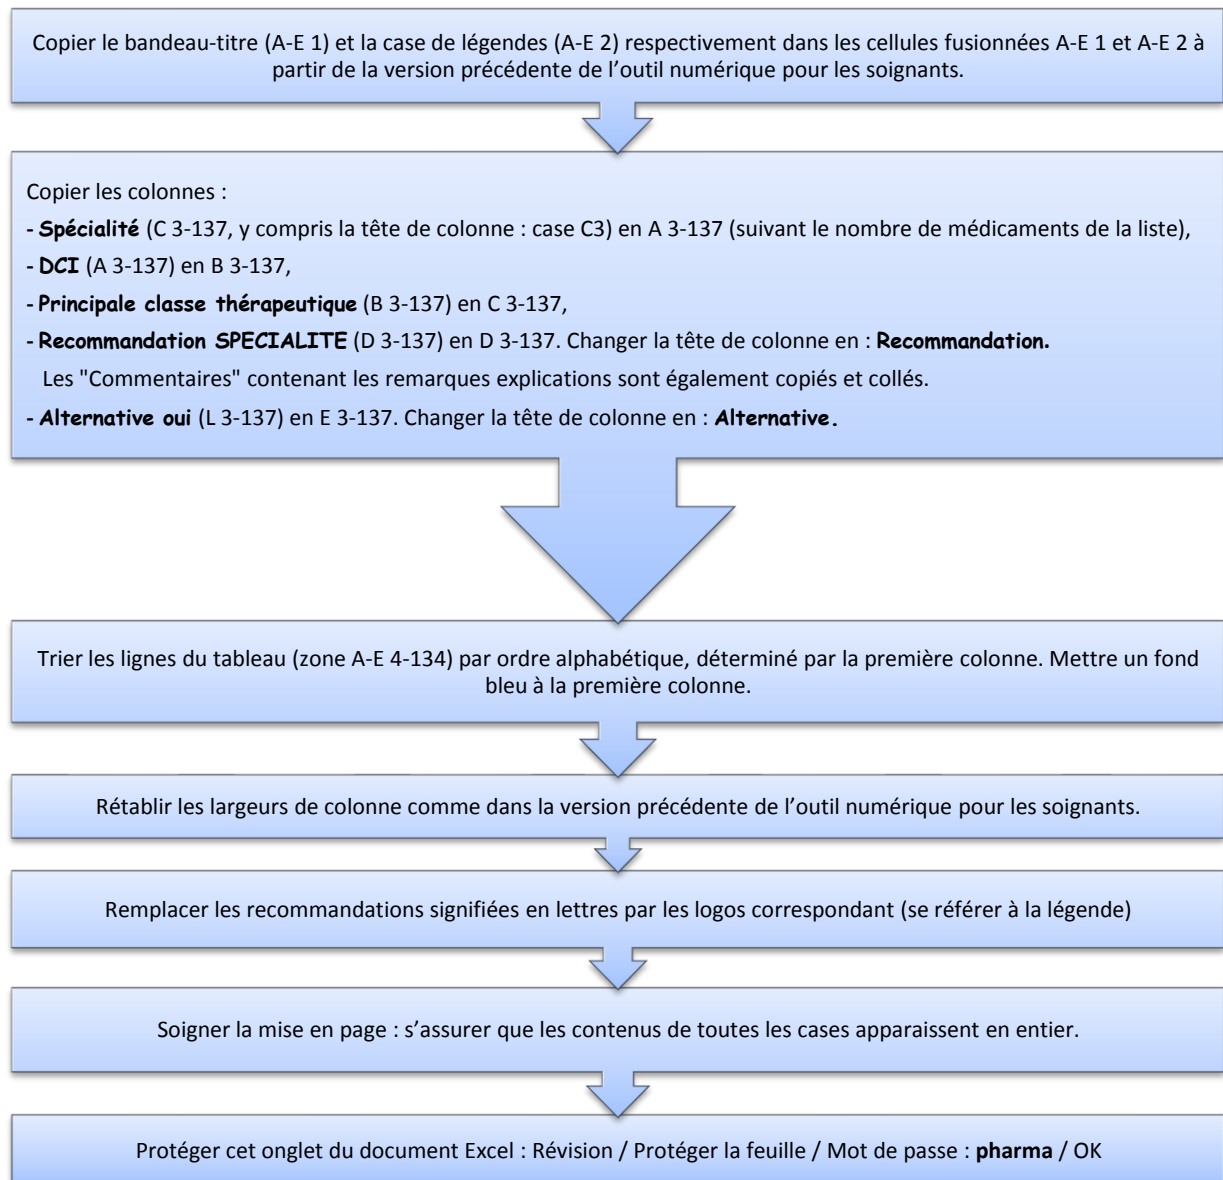 Copier le bandeau-titre (A-E 1) et la case de légendes (A-E 2) respectivement dans les cellules fusionnées A-E 1 et A-E 2 à
partir de la version précédente de l’outil numérique pour les soignants.
Copier les colonnes :
- Spécialité (C 3-137, y compris la tête de colonne : case C3) en A 3-137 (suivant le nombre de médicaments de la liste),
- DCI (A 3-137) en B 3-137,
- Principale classe thérapeutique (B 3-137) en C 3-137,
- Recommandation SPECIALITE (D 3-137) en D 3-137. Changer la tête de colonne en : Recommandation.
Les "Commentaires" contenant les remarques explications sont également copiés et collés.
- Alternative oui (L 3-137) en E 3-137. Changer la tête de colonne en : Alternative.
Trier les lignes du tableau (zone A-E 4-134) par ordre alphabétique, déterminé par la première colonne. Mettre un fond
bleu à la première colonne.
Rétablir les largeurs de colonne comme dans la version précédente de l’outil numérique pour les soignants.
Remplacer les recommandations signifiées en lettres par les logos correspondant (se référer à la légende)
Soigner la mise en page : s’assurer que les contenus de toutes les cases apparaissent en entier.
Protéger cet onglet du document Excel : Révision / Protéger la feuille / Mot de passe : pharma / OK